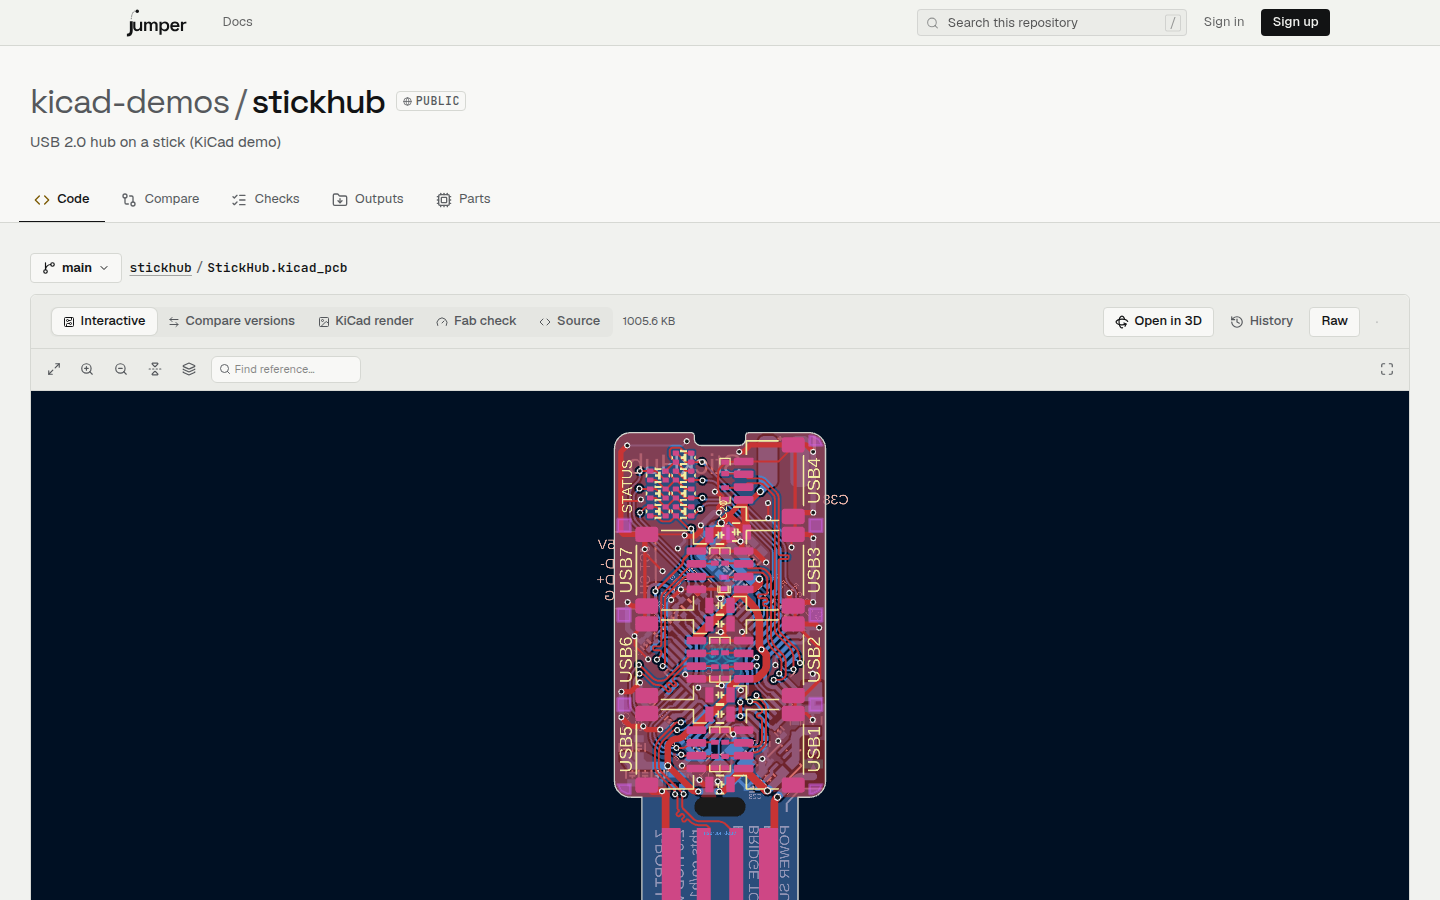 jumper
Docs
Search this repository
/
Sign in
Sign up
kicad-demos / stickhub
PUBLIC
USB 2.0 hub on a stick (KiCad demo)
Code
Compare
Checks
Outputs
Parts
main
stickhub / StickHub.kicad_pcb
Interactive
Compare versions
KiCad render
Fab check
Source
1005.6 KB
Open in 3D
History
Raw
Find reference...
STATUS
USB4
C33
5V
D-
D+
G
USB7
USB3
USB6
USB2
USB5
USB1